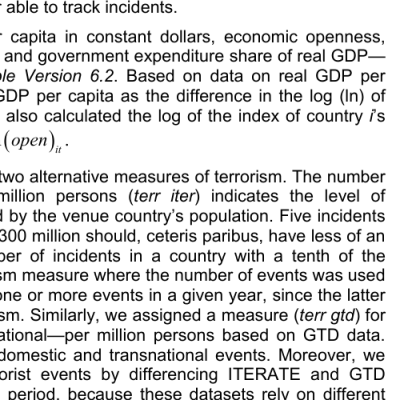 able to track incidents.
capita in constant dollars, economic openness,
and government expenditure share of real GDP—
le Version 6.2. Based on data on real GDP per
GDP per capita as the difference in the log (ln) of
also calculated the log of the index of country i's
(open)it.
two alternative measures of terrorism. The number
million persons (terr iter) indicates the level of
d by the venue country's population. Five incidents
300 million should, ceteris paribus, have less of an
ber of incidents in a country with a tenth of the
sm measure where the number of events was used
one or more events in a given year, since the latter
sm. Similarly, we assigned a measure (terr gtd) for
ational—per million persons based on GTD data.
domestic and transnational events. Moreover, we
orist events by differencing ITERATE and GTD
period, because these datasets rely on different